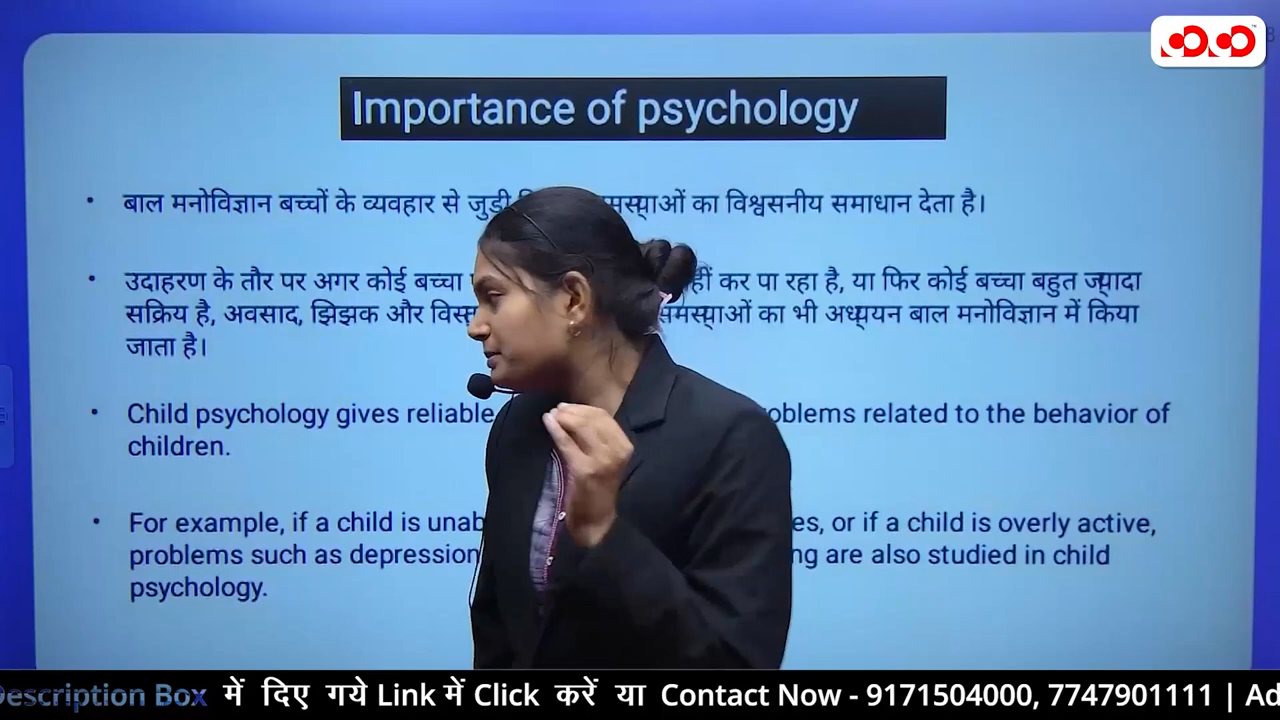 Importance of psychology
बाल मनोविज्ञान बच्चों के व्यवहार से जुड़ी समस्याओं का विश्वसनीय समाधान देता है।
उदाहरण के तौर पर अगर कोई बच्चा कर पा रहा है, या फिर कोई बच्चा बहुत ज्यादा
सक्रिय है, अवसाद, झिझक और समस्याओं का भी अध्ययन बाल मनोविज्ञान में किया
जाता है।
Child psychology gives reliable related to the behavior of
children.
For example, if a child is or if a child is overly active,
problems such as depression are also studied in child
psychology.
Description Box में दिए गये Link में Click करें या Contact Now - 9171504000, 7747901111 |